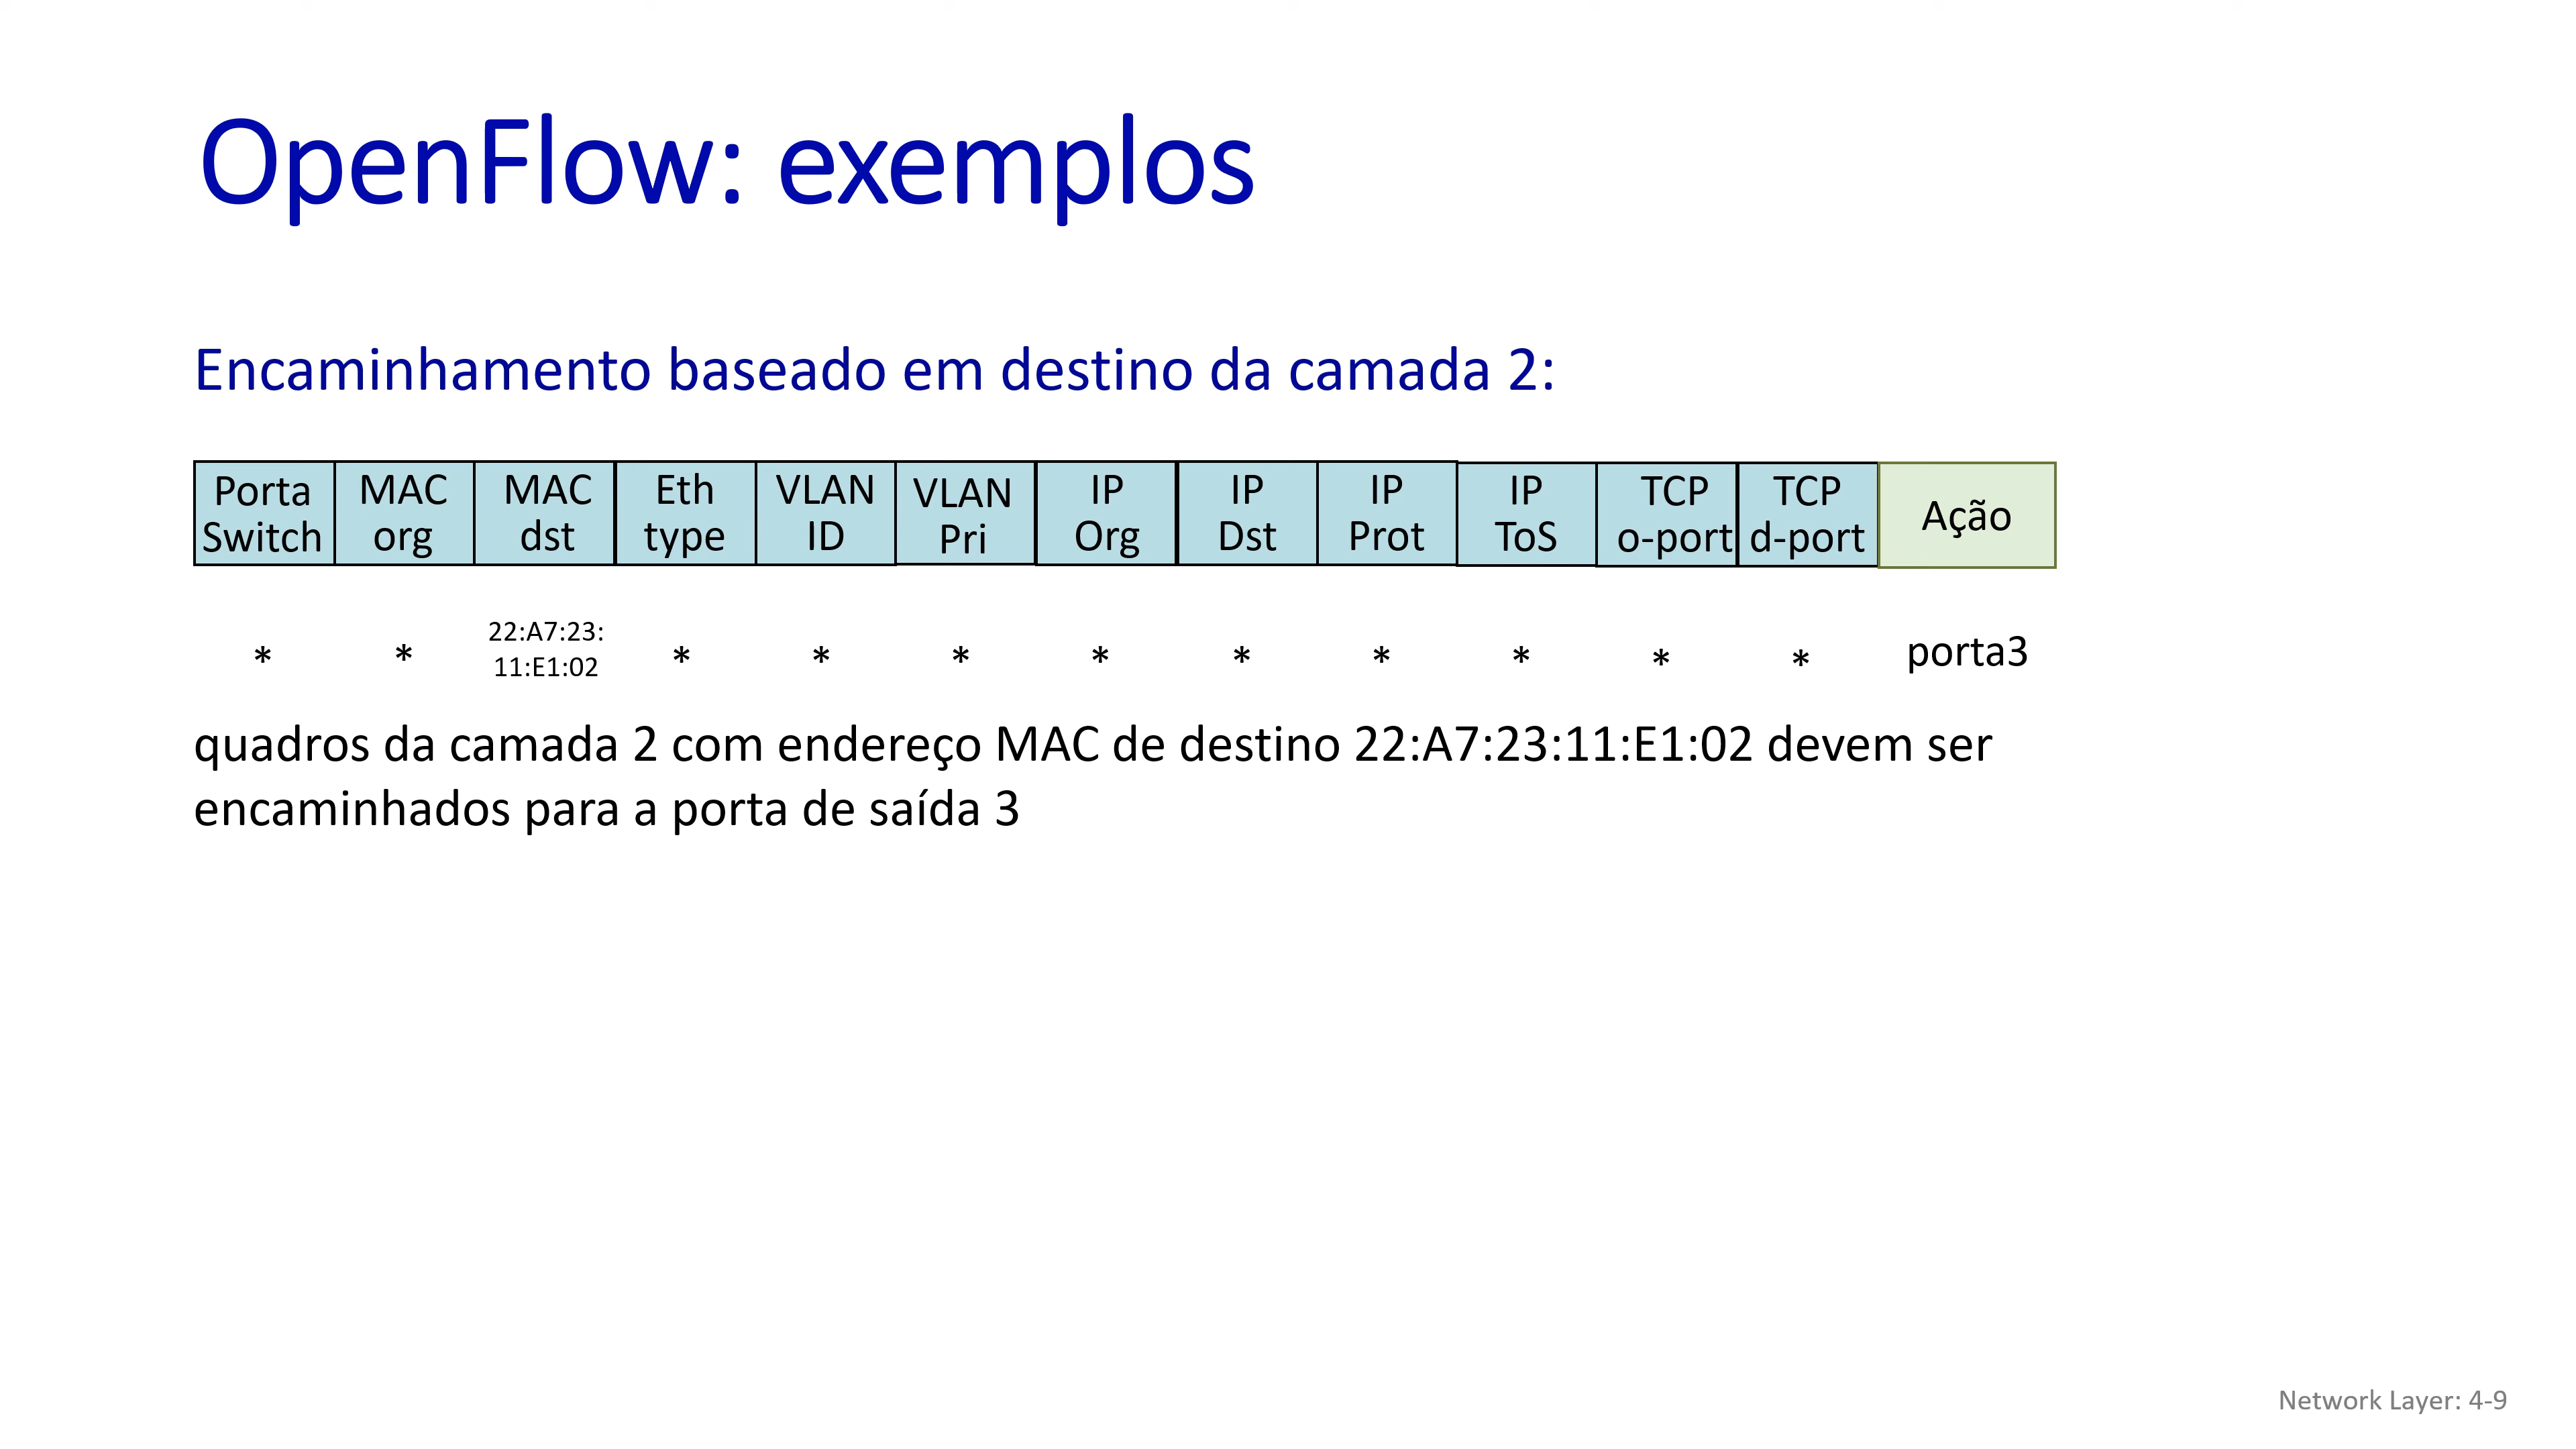 OpenFlow: exemplos
Encaminhamento baseado em destino da camada 2:
Porta Switch MAC org MAC dst Eth type VLAN ID VLAN Pri IP Org IP Dst IP Prot IP ToS TCP o-port TCP d-port Ação
* * 22:A7:23:11:E1:02 * * * * * * * * * porta3
quadros da camada 2 com endereço MAC de destino 22:A7:23:11:E1:02 devem ser
encaminhados para a porta de saída 3
Network Layer: 4-9